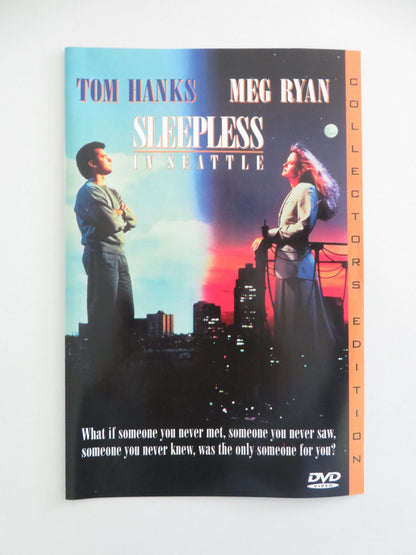 TOM HANKS MEG RYAN
SLEEPLESS
IN SEATTLE
COLLECTORS EDITION
What if someone you never met, someone you never saw,
someone you never knew, was the only someone for you?
DVD
VIDEO